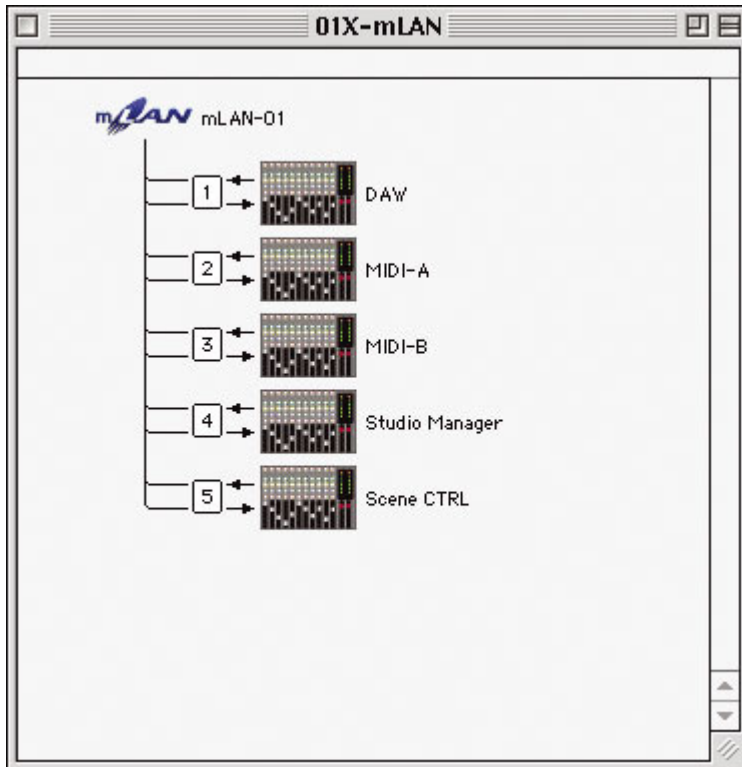 01X-mLAN
mLAN mLAN-01
1 DAW
2 MIDI-A
3 MIDI-B
4 Studio Manager
5 Scene CTRL